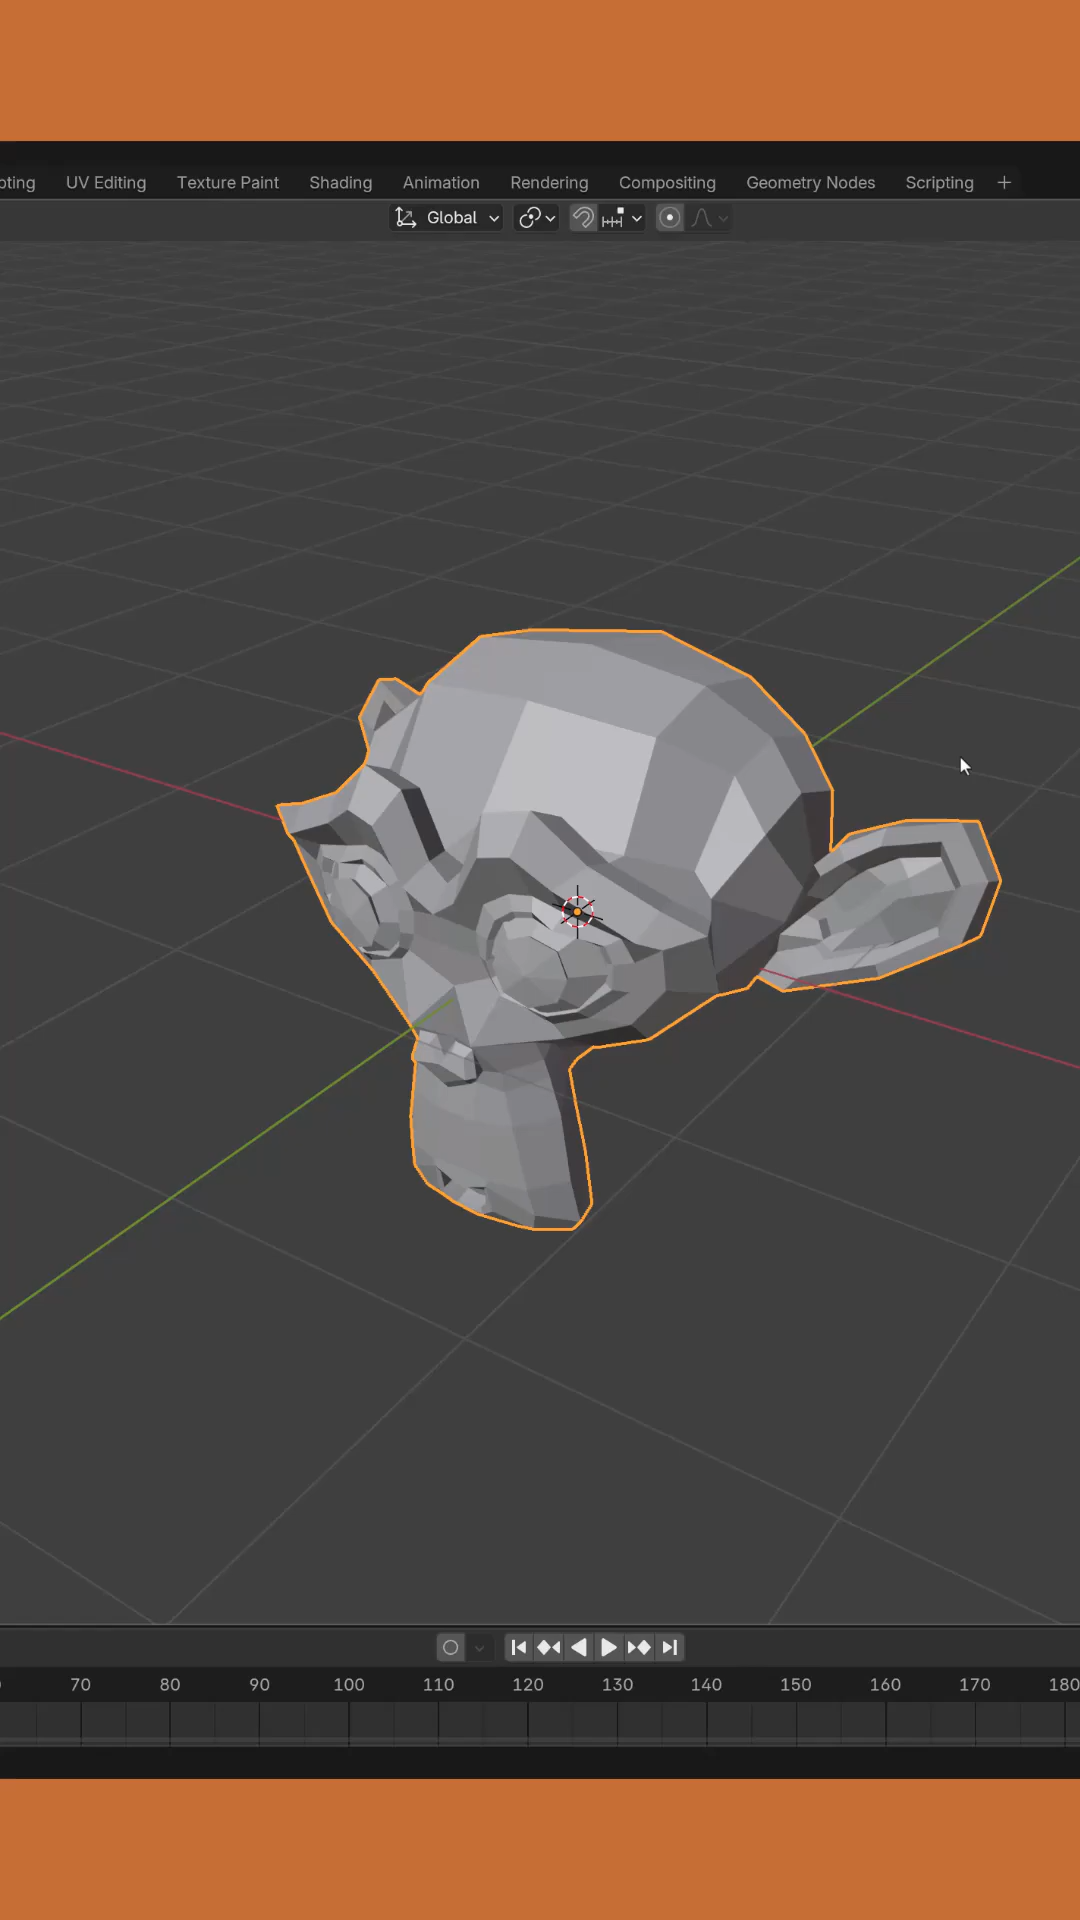 pting UV Editing Texture Paint Shading Animation Rendering Compositing Geometry Nodes Scripting +
Global
70 80 90 100 110 120 130 140 150 160 170 180